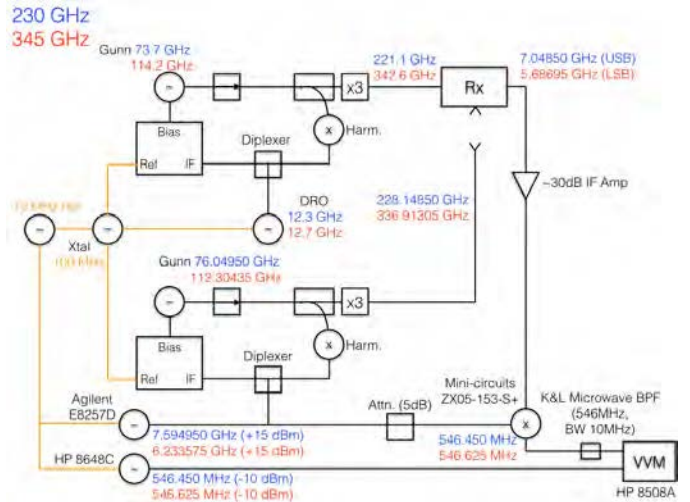 230 GHz
345 GHz
Gunn 73.7 GHz
114.2 GHz
221.1 GHz
342.6 GHz
7.04850 GHz (USB)
5.68695 GHz (LSB)
~
x3
Rx
Bias
Ref
IF
Diplexer
x
Harm.
~30dB IF Amp
DRO
12.3 GHz
12.7 GHz
228.14850 GHz
336.91305 GHz
~
~
~
Xtal
Gunn 76.04950 GHz
112.30435 GHz
~
x3
Bias
Ref
IF
Diplexer
x
Harm.
Agilent
E8257D
~
7.594950 GHz (+15 dBm)
6.233575 GHz (+15 dBm)
Attn. (5dB)
Mini-circuits
ZX05-153-S+
x
546.450 MHz
546.625 MHz
K&L Microwave BPF
(546MHz,
BW 10MHz)
HP 8648C
~
546.450 MHz (-10 dBm)
546.625 MHz (-10 dBm)
VVM
HP 8508A